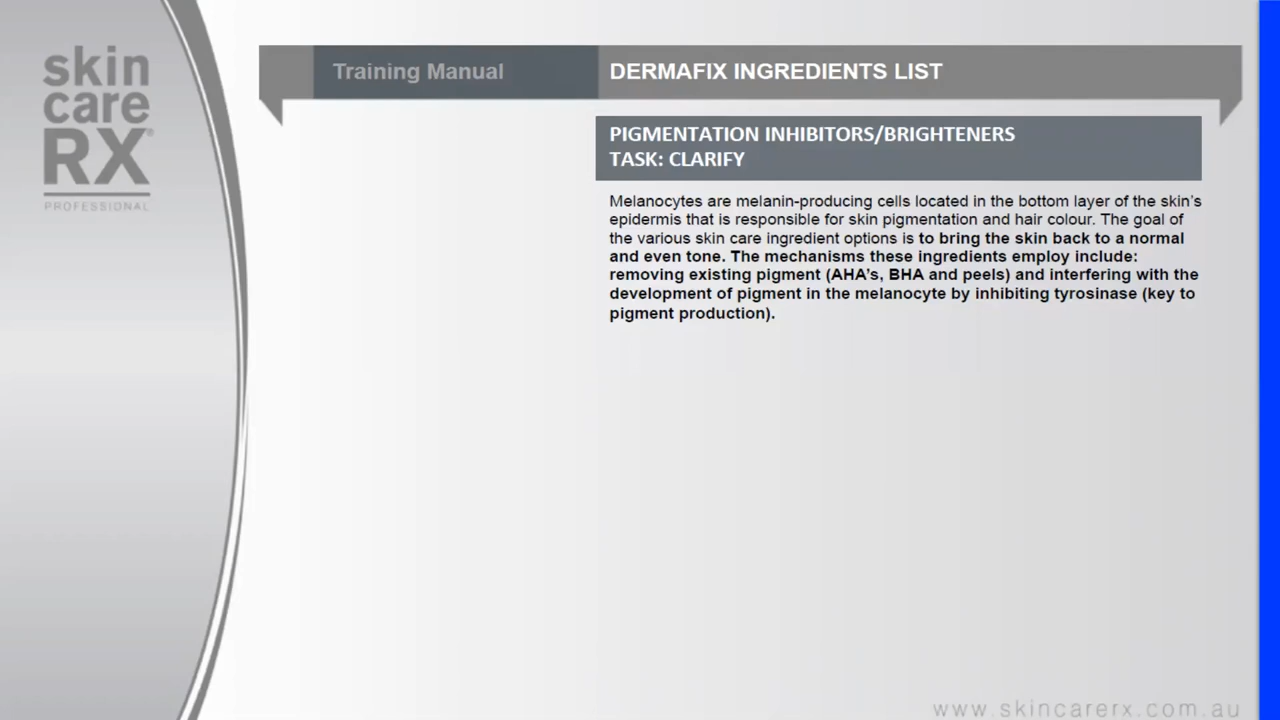 skin
care
RX®
PROFESSIONAL
Training Manual
DERMAFIX INGREDIENTS LIST
PIGMENTATION INHIBITORS/BRIGHTENERS
TASK: CLARIFY
Melanocytes are melanin-producing cells located in the bottom layer of the skin's
epidermis that is responsible for skin pigmentation and hair colour. The goal of
the various skin care ingredient options is to bring the skin back to a normal
and even tone. The mechanisms these ingredients employ include:
removing existing pigment (AHA's, BHA and peels) and interfering with the
development of pigment in the melanocyte by inhibiting tyrosinase (key to
pigment production).
www.skincarerx.com.au